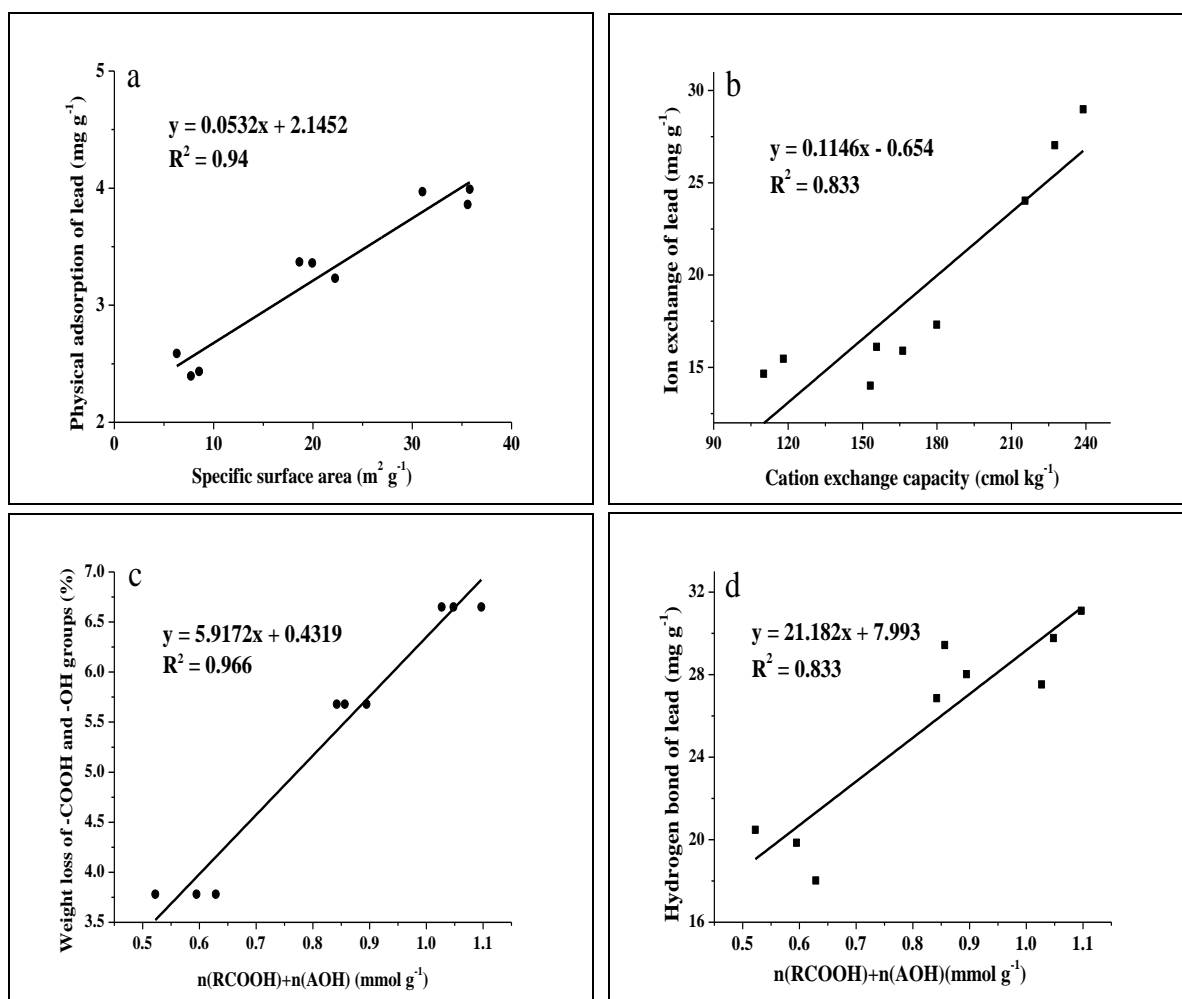 a
y = 0.0532x + 2.1452
R² = 0.94
Physical adsorption of lead (mg g⁻¹)
5
4
3
2
0 10 20 30 40
Specific surface area (m² g⁻¹)
b
y = 0.1146x - 0.654
R² = 0.833
Ion exchange of lead (mg g⁻¹)
30
25
20
15
90 120 150 180 210 240
Cation exchange capacity (cmol kg⁻¹)
c
y = 5.9172x + 0.4319
R² = 0.966
Weight loss of -COOH and -OH groups (%)
7.0
6.5
6.0
5.5
5.0
4.5
4.0
3.5
0.5 0.6 0.7 0.8 0.9 1.0 1.1
n(RCOOH)+n(AOH) (mmol g⁻¹)
d
y = 21.182x + 7.993
R² = 0.833
Hydrogen bond of lead (mg g⁻¹)
32
28
24
20
16
0.5 0.6 0.7 0.8 0.9 1.0 1.1
n(RCOOH)+n(AOH)(mmol g⁻¹)